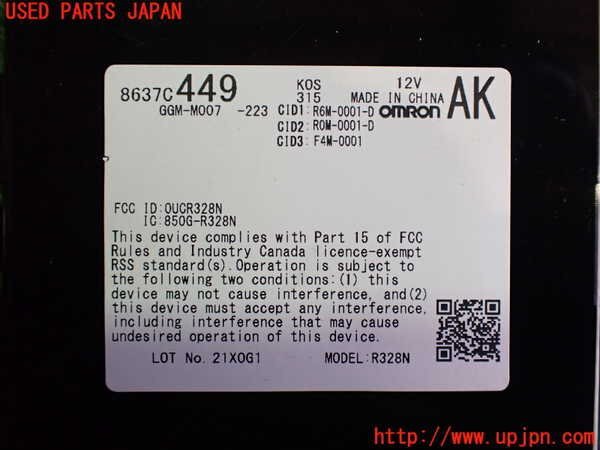 USED PARTS JAPAN
8637C449 KOS 12V
315 MADE IN CHINA AK
GGM-M007 -223 CID1:R6M-0001-D OMRON
CID2:R0M-0001-D
CID3:F4M-0001
FCC ID:OUCR328N
IC:850G-R328N
This device complies with Part 15 of FCC
Rules and Industry Canada licence-exempt
RSS standard(s).Operation is subject to
the following two conditions:(1) this
device may not cause interference, and(2)
this device must accept any interference,
including interference that may cause
undesired operation of this device.
LOT No. 21X0G1 MODEL:R328N
http://www.upjpn.com/